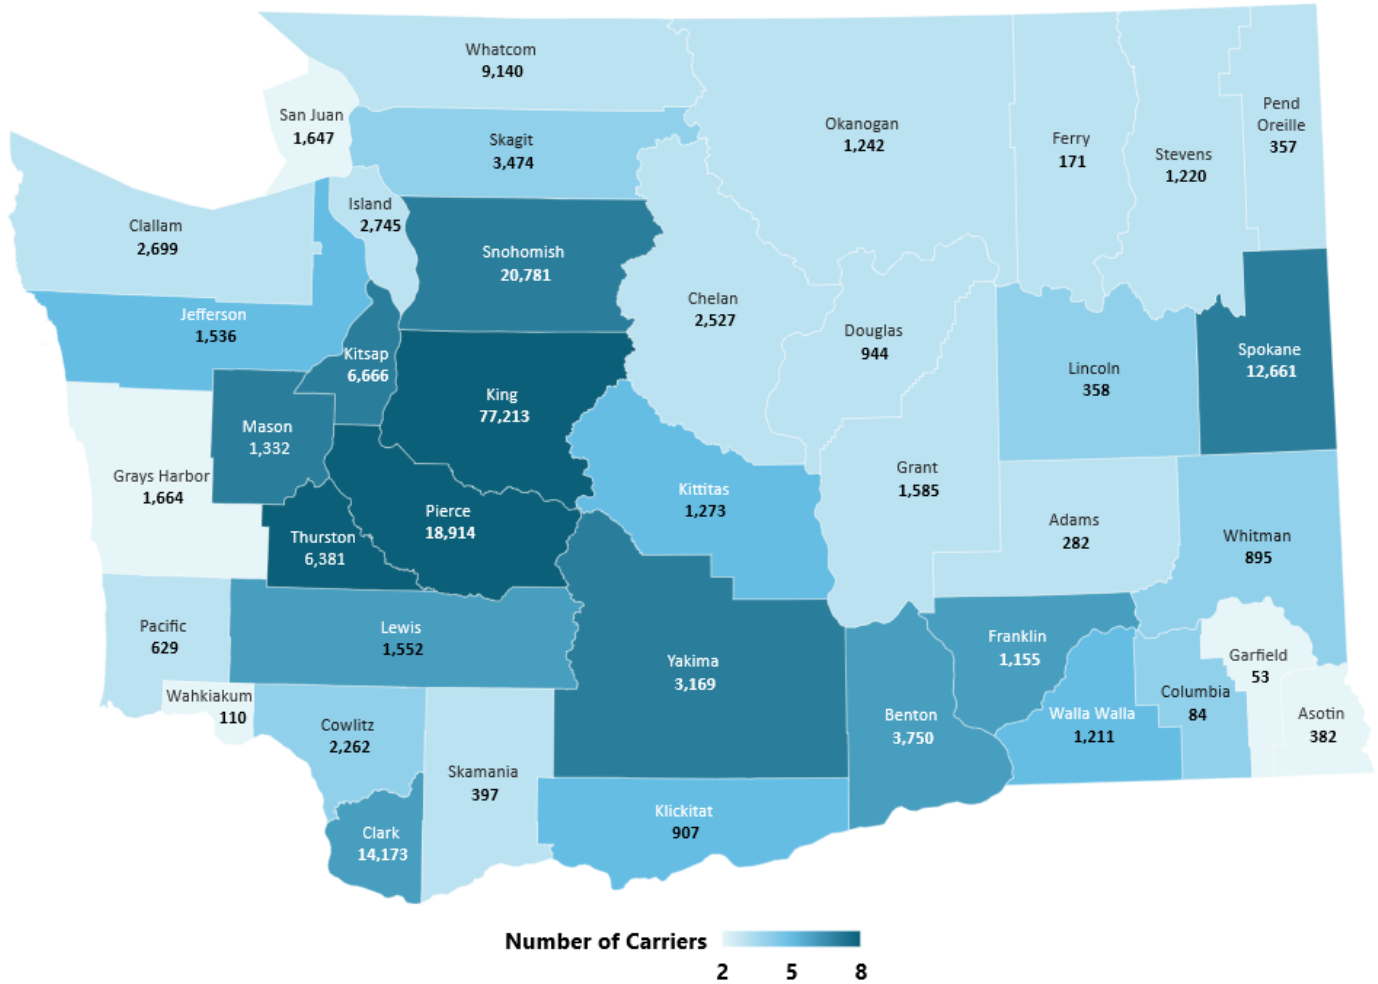 Whatcom
9,140
San Juan
1,647
Skagit
3,474
Okanogan
1,242
Ferry
171
Stevens
1,220
Pend
Oreille
357
Clallam
2,699
Island
2,745
Snohomish
20,781
Chelan
2,527
Douglas
944
Jefferson
1,536
Kitsap
6,666
King
77,213
Lincoln
358
Spokane
12,661
Mason
1,332
Grays Harbor
1,664
Thurston
6,381
Pierce
18,914
Kittitas
1,273
Grant
1,585
Adams
282
Whitman
895
Pacific
629
Lewis
1,552
Yakima
3,169
Franklin
1,155
Garfield
53
Wahkiakum
110
Cowlitz
2,262
Skamania
397
Benton
3,750
Walla Walla
1,211
Columbia
84
Asotin
382
Clark
14,173
Klickitat
907
Number of Carriers
2 5 8